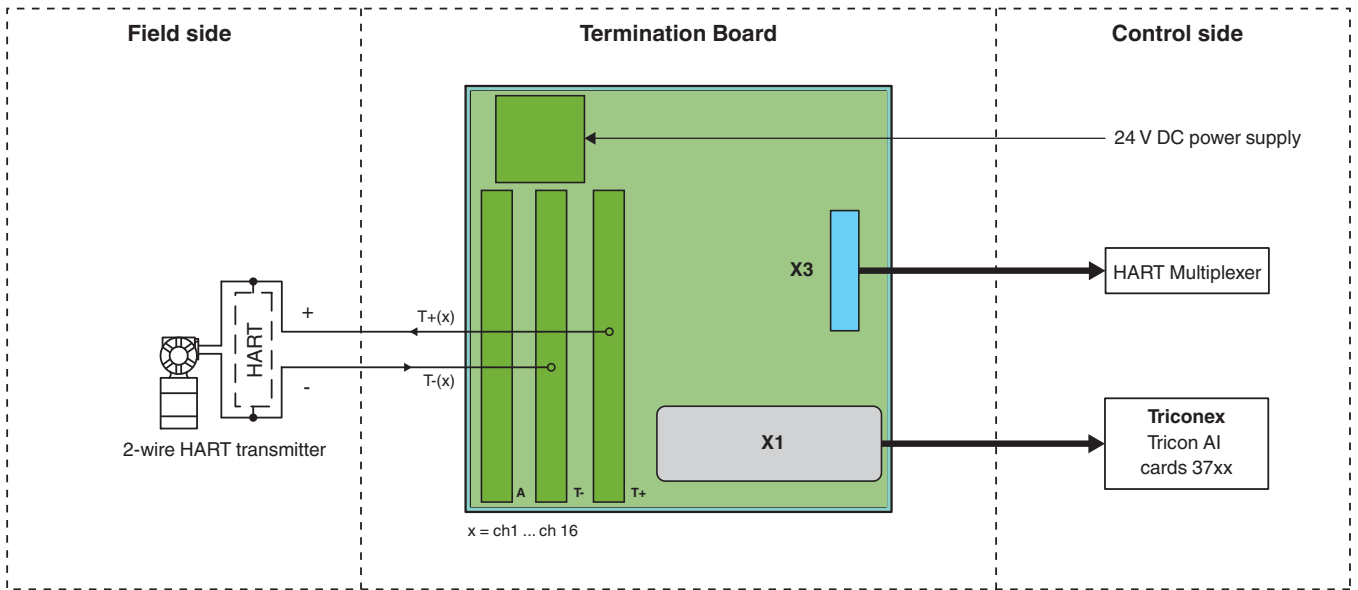 Field side
Termination Board
Control side
24 V DC power supply
X3
HART Multiplexer
+
T+(x)
HART
T-(x)
-
2-wire HART transmitter
X1
Triconex
Tricon AI
cards 37xx
A
T-
T+
x = ch1 ... ch 16